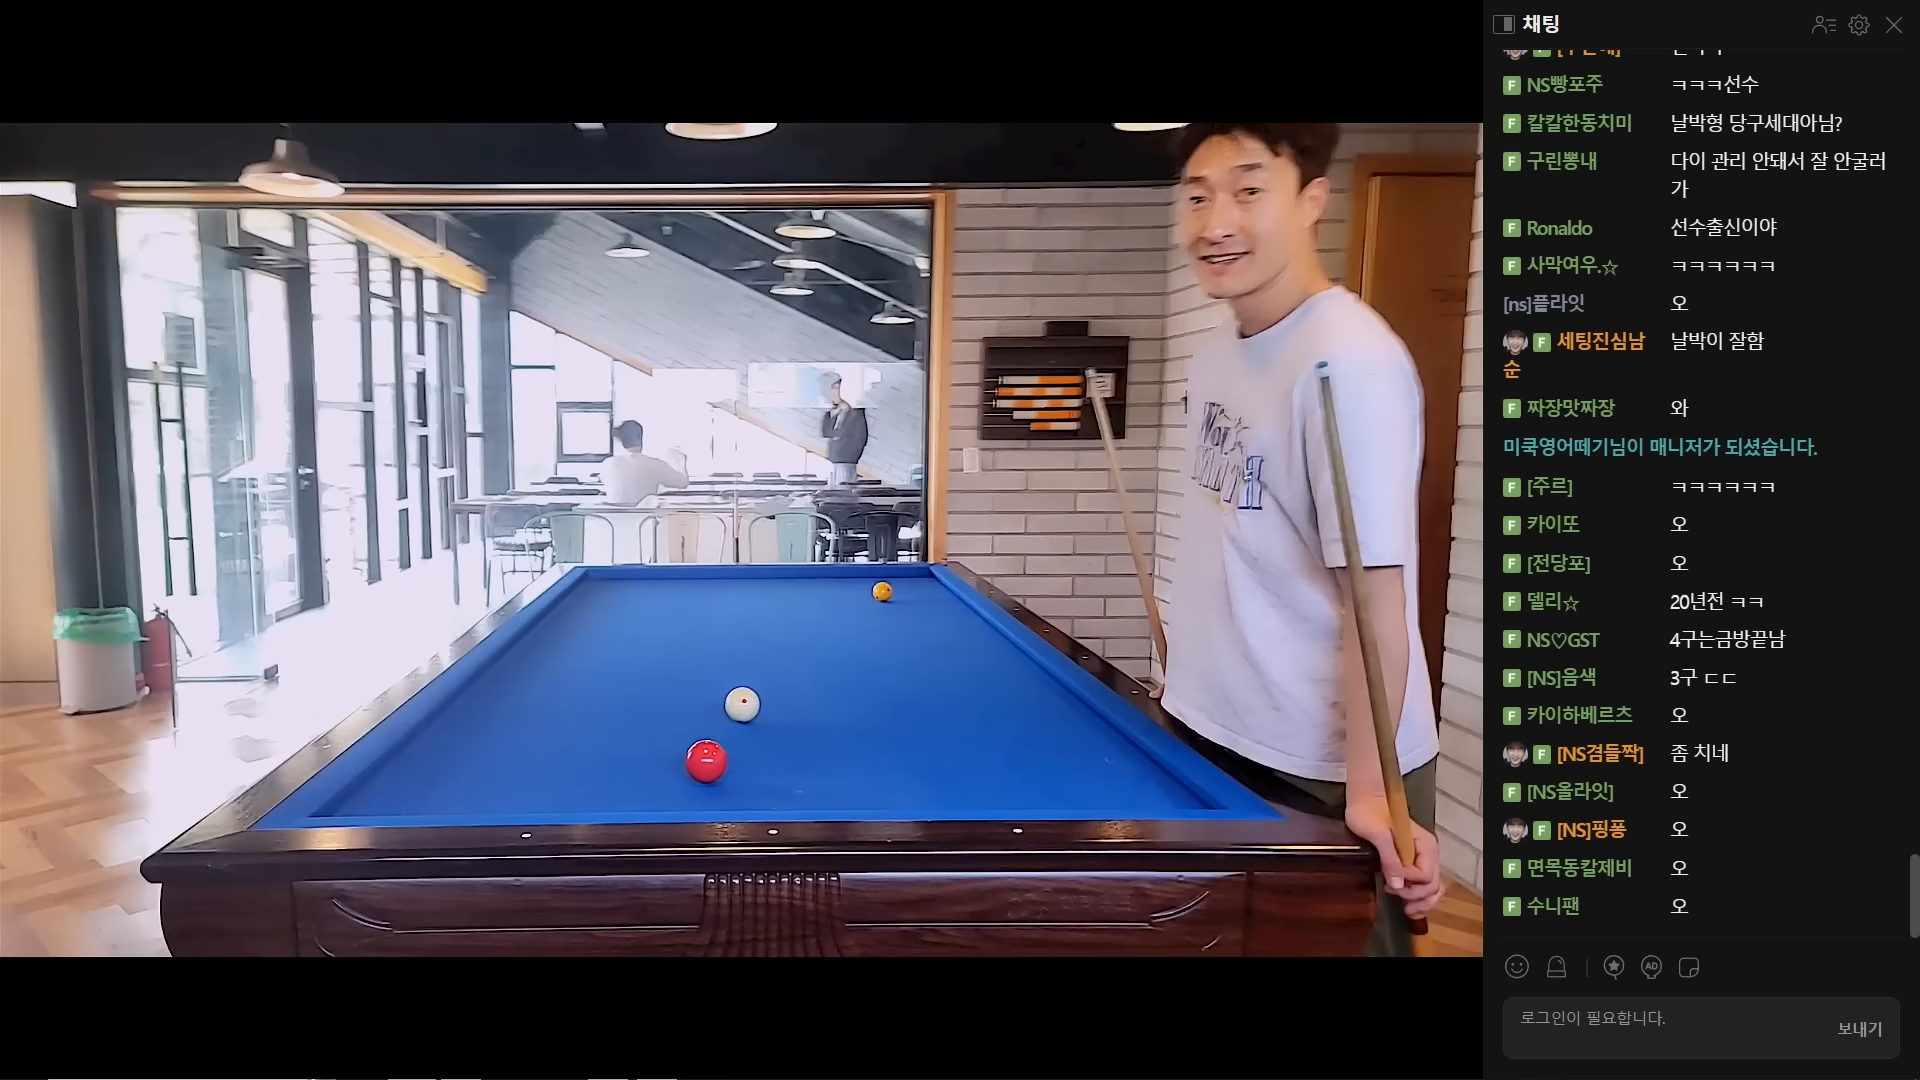 채팅
F NS빵포주 ㅋㅋㅋ선수
F 칼칼한동치미 날박형 당구세대아님?
F 구린뽕내 다이 관리 안돼서 잘 안굴러
가
F Ronaldo 선수출신이야
F 사막여우.☆ ㅋㅋㅋㅋㅋㅋ
[ns]플라잇 오
F 세팅진심남 날박이 잘함
순
F 짜장맛짜장 와
미쿡영어떼기님이 매니저가 되셨습니다.
F [주르] ㅋㅋㅋㅋㅋㅋ
F 카이또 오
F [전당포] 오
F 델리☆ 20년전 ㅋㅋ
F NS♡GST 4구는금방끝남
F [NS]음색 3구 ㄷㄷ
F 카이하베르츠 오
F [NS겸들짝] 좀 치네
F [NS올라잇] 오
F [NS]핑퐁 오
F 면목동칼제비 오
F 수니팬 오
AD
로그인이 필요합니다.
보내기